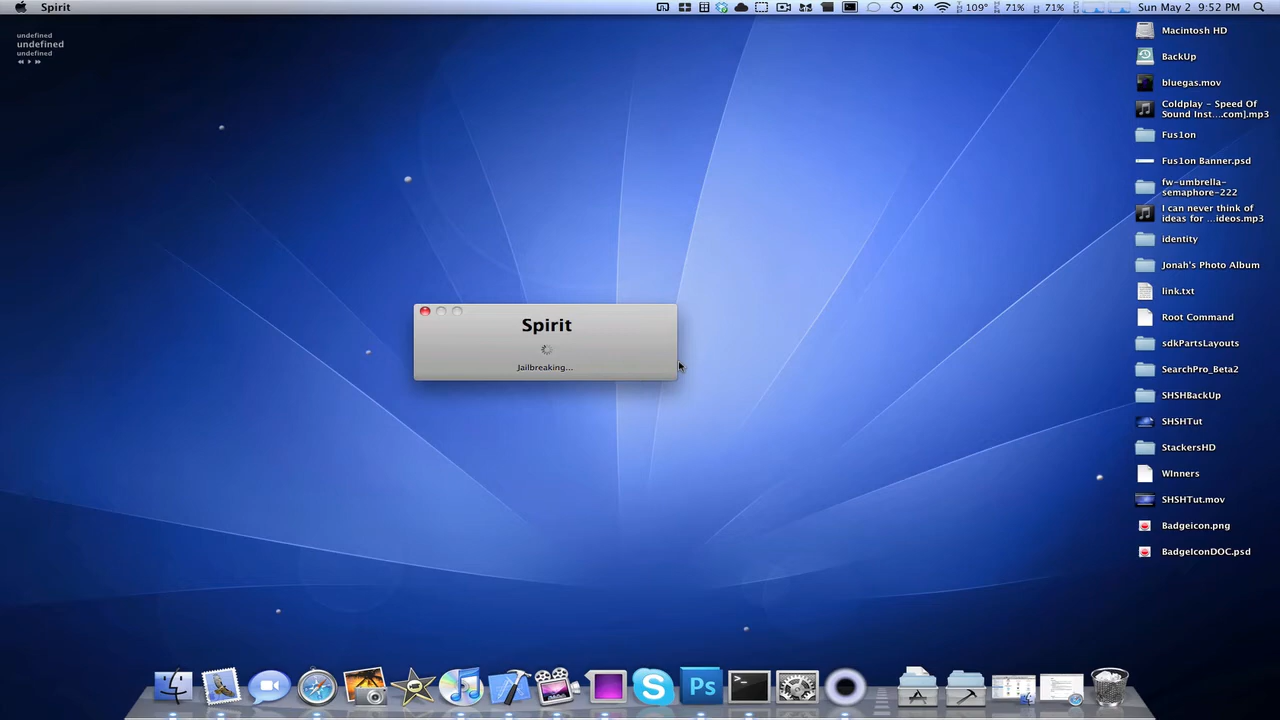 Spirit
109°
71%
71%
Sun May 2 9:52 PM
undefined
undefined
undefined
Macintosh HD
BackUp
bluegas.mov
Coldplay - Speed Of
Sound Inst....com].mp3
Fus1on
Fus1on Banner.psd
fw-umbrella-
semaphore-222
I can never think of
ideas for ...ideos.mp3
identity
Jonah's Photo Album
link.txt
Root Command
sdkPartsLayouts
SearchPro_Beta2
SHSHBackUp
SHSHTut
StackersHD
WInners
SHSHTut.mov
Badgeicon.png
BadgeIconDOC.psd
Spirit
Jailbreaking...
Ps